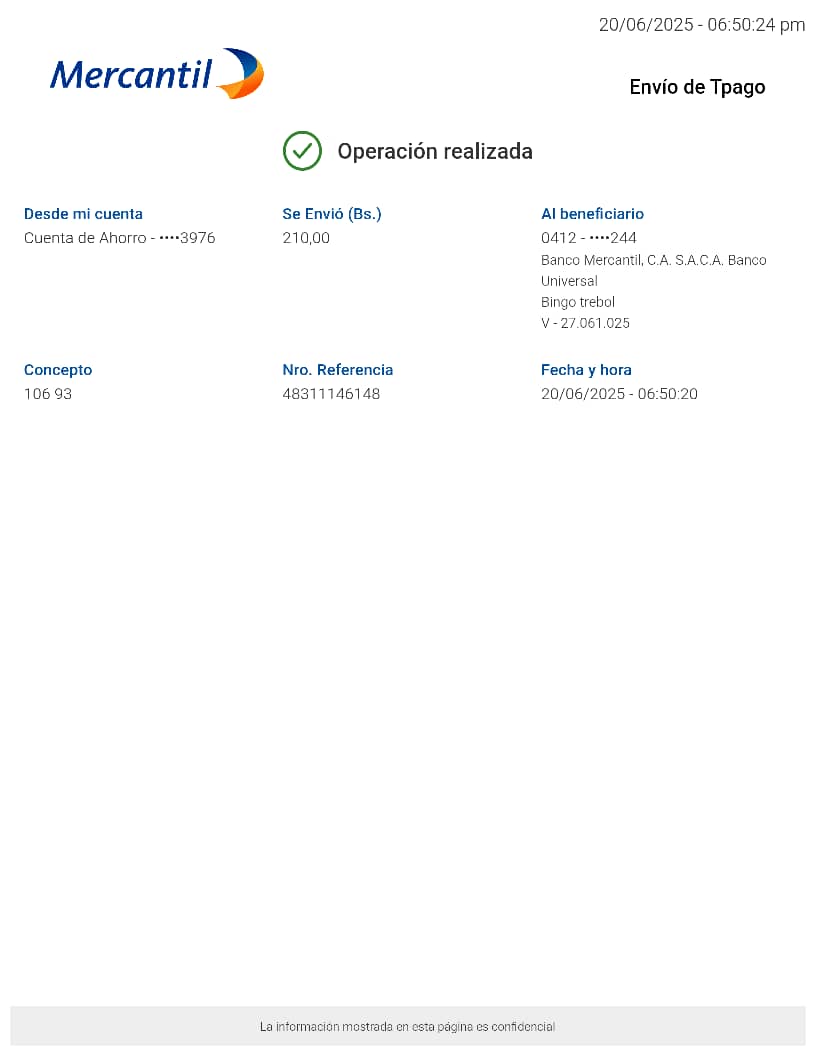 20/06/2025 - 06:50:24 pm
Mercantil
Envío de Tpago
Operación realizada
Desde mi cuenta
Cuenta de Ahorro - ••••3976
Se Envió (Bs.)
210,00
Al beneficiario
0412 - ••••244
Banco Mercantil, C.A. S.A.C.A. Banco
Universal
Bingo trebol
V - 27.061.025
Concepto
106 93
Nro. Referencia
48311146148
Fecha y hora
20/06/2025 - 06:50:20
La información mostrada en esta página es confidencial